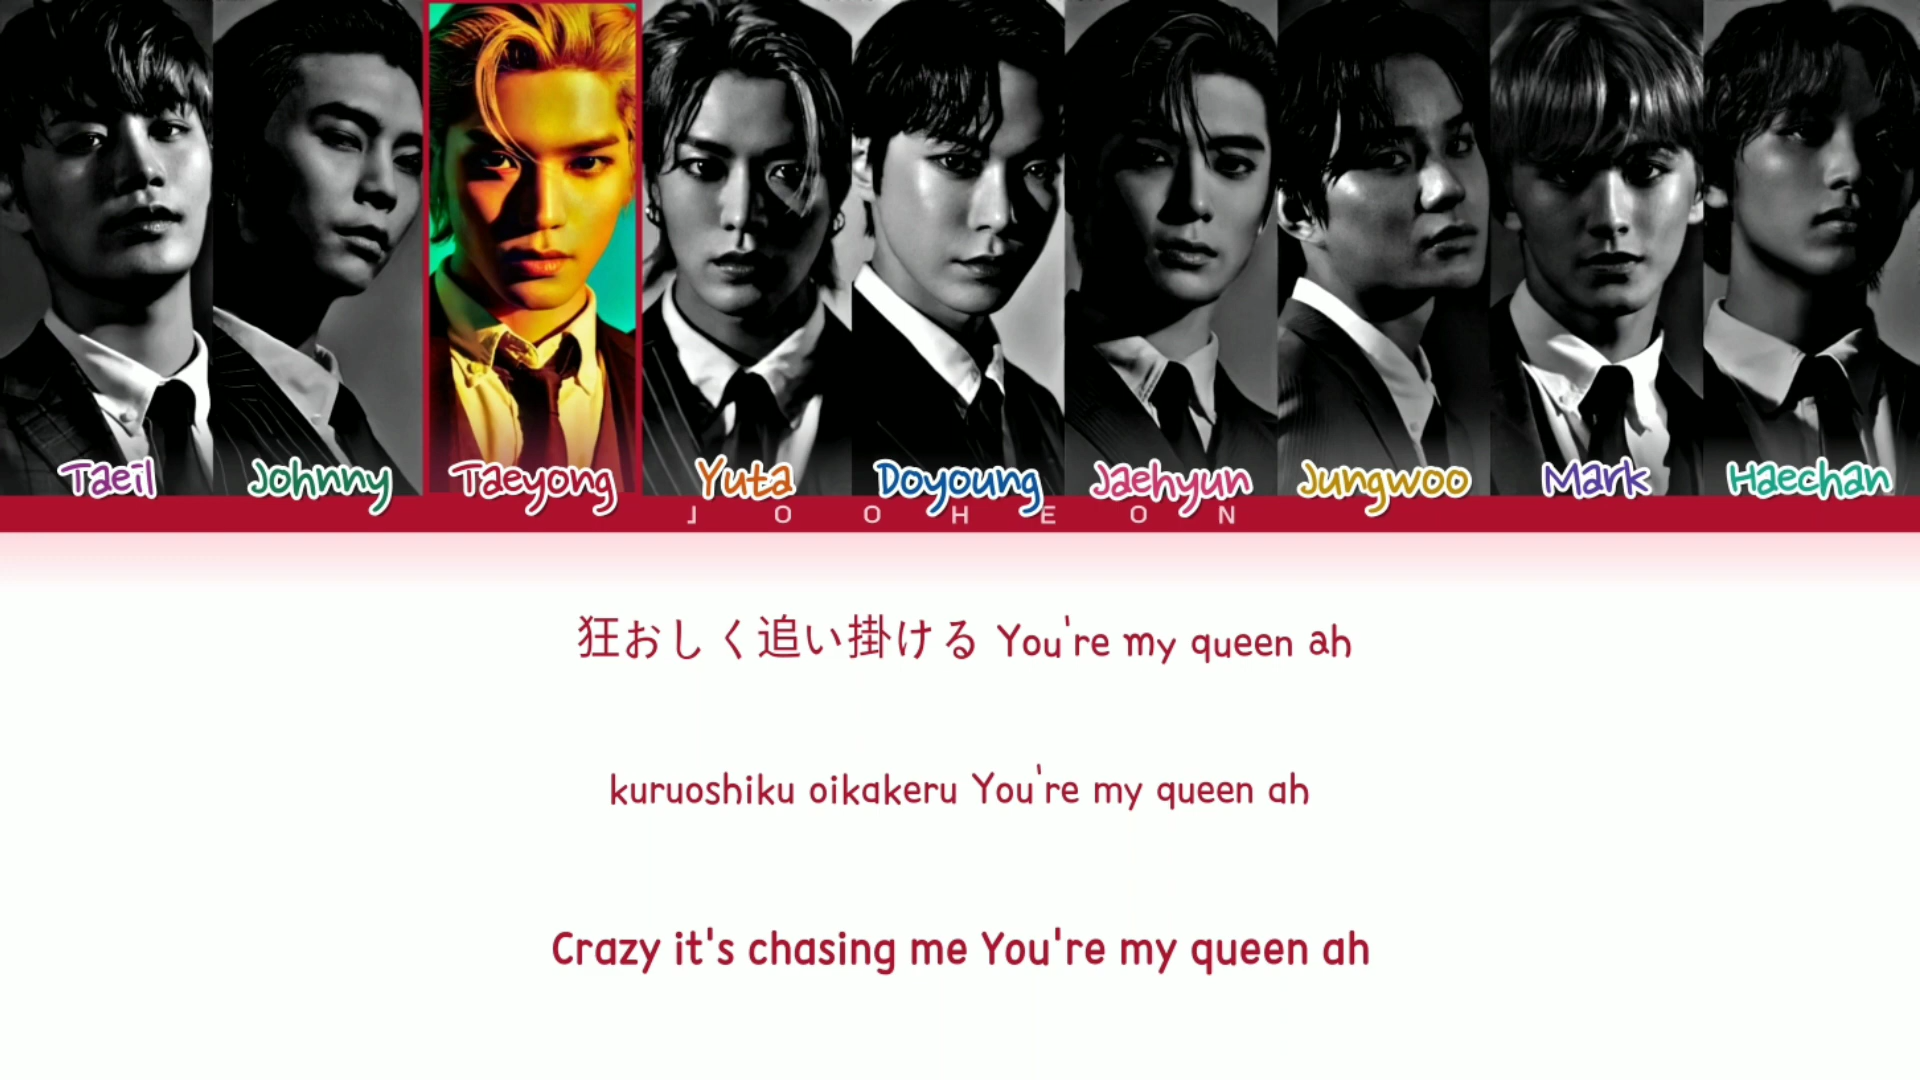 Taeil Johnny Taeyong Yuta Doyoung Jaehyun Jungwoo Mark Haechan
JOOHEON
狂おしく追い掛ける You're my queen ah
kuruoshiku oikakeru You're my queen ah
Crazy it's chasing me You're my queen ah